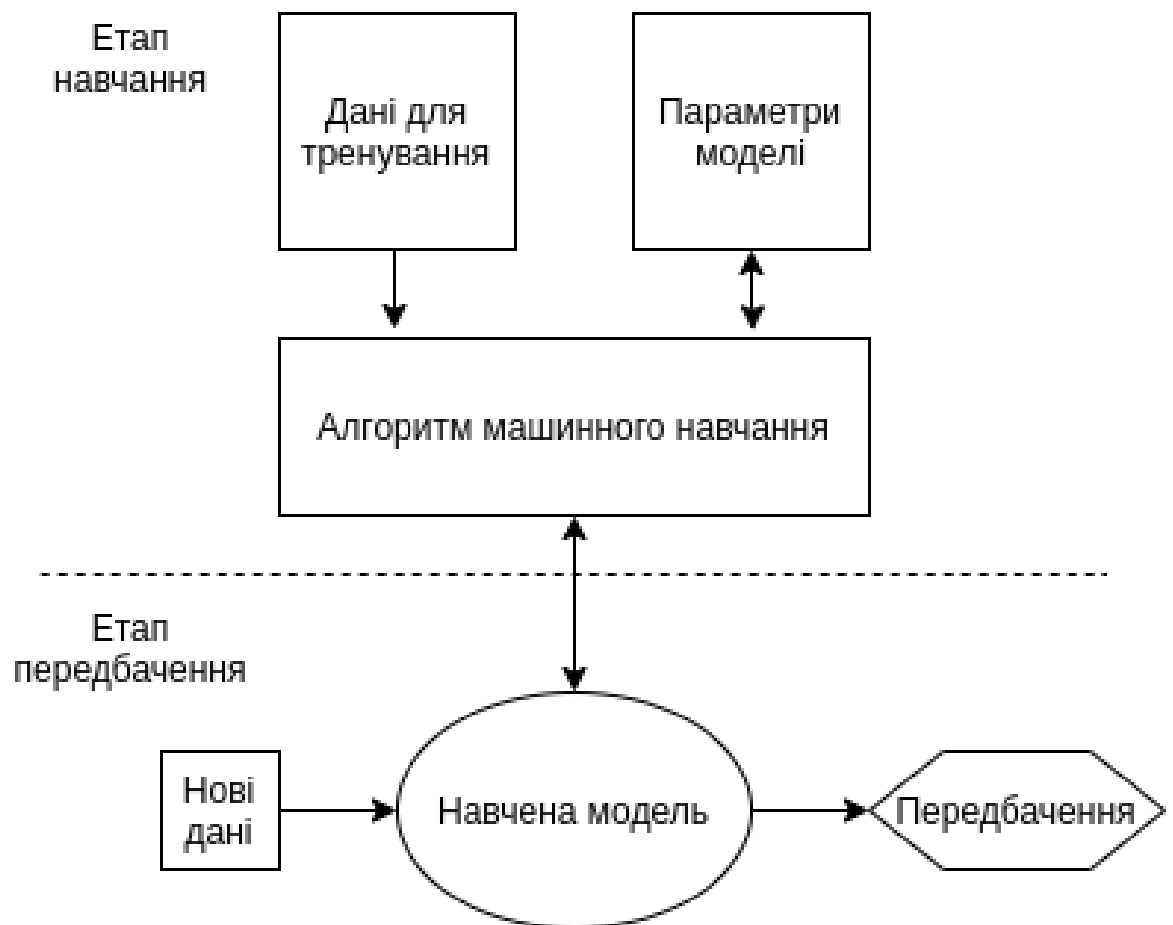 Етап
навчання
Дані для
тренування
Параметри
моделі
Алгоритм машинного навчання
Етап
передбачення
Нові
дані
Навчена модель
Передбачення